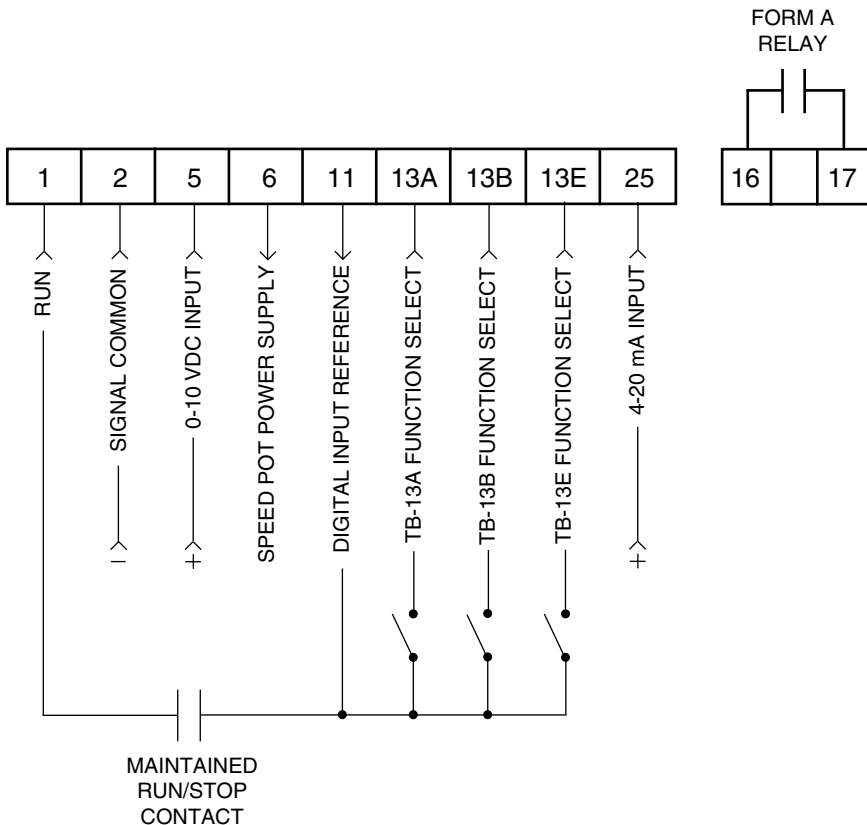 FORM A
RELAY
1 2 5 6 11 13A 13B 13E 25 16 17
RUN
SIGNAL COMMON
0-10 VDC INPUT
SPEED POT POWER SUPPLY
DIGITAL INPUT REFERENCE
TB-13A FUNCTION SELECT
TB-13B FUNCTION SELECT
TB-13E FUNCTION SELECT
4-20 mA INPUT
−
+
+
MAINTAINED
RUN/STOP
CONTACT